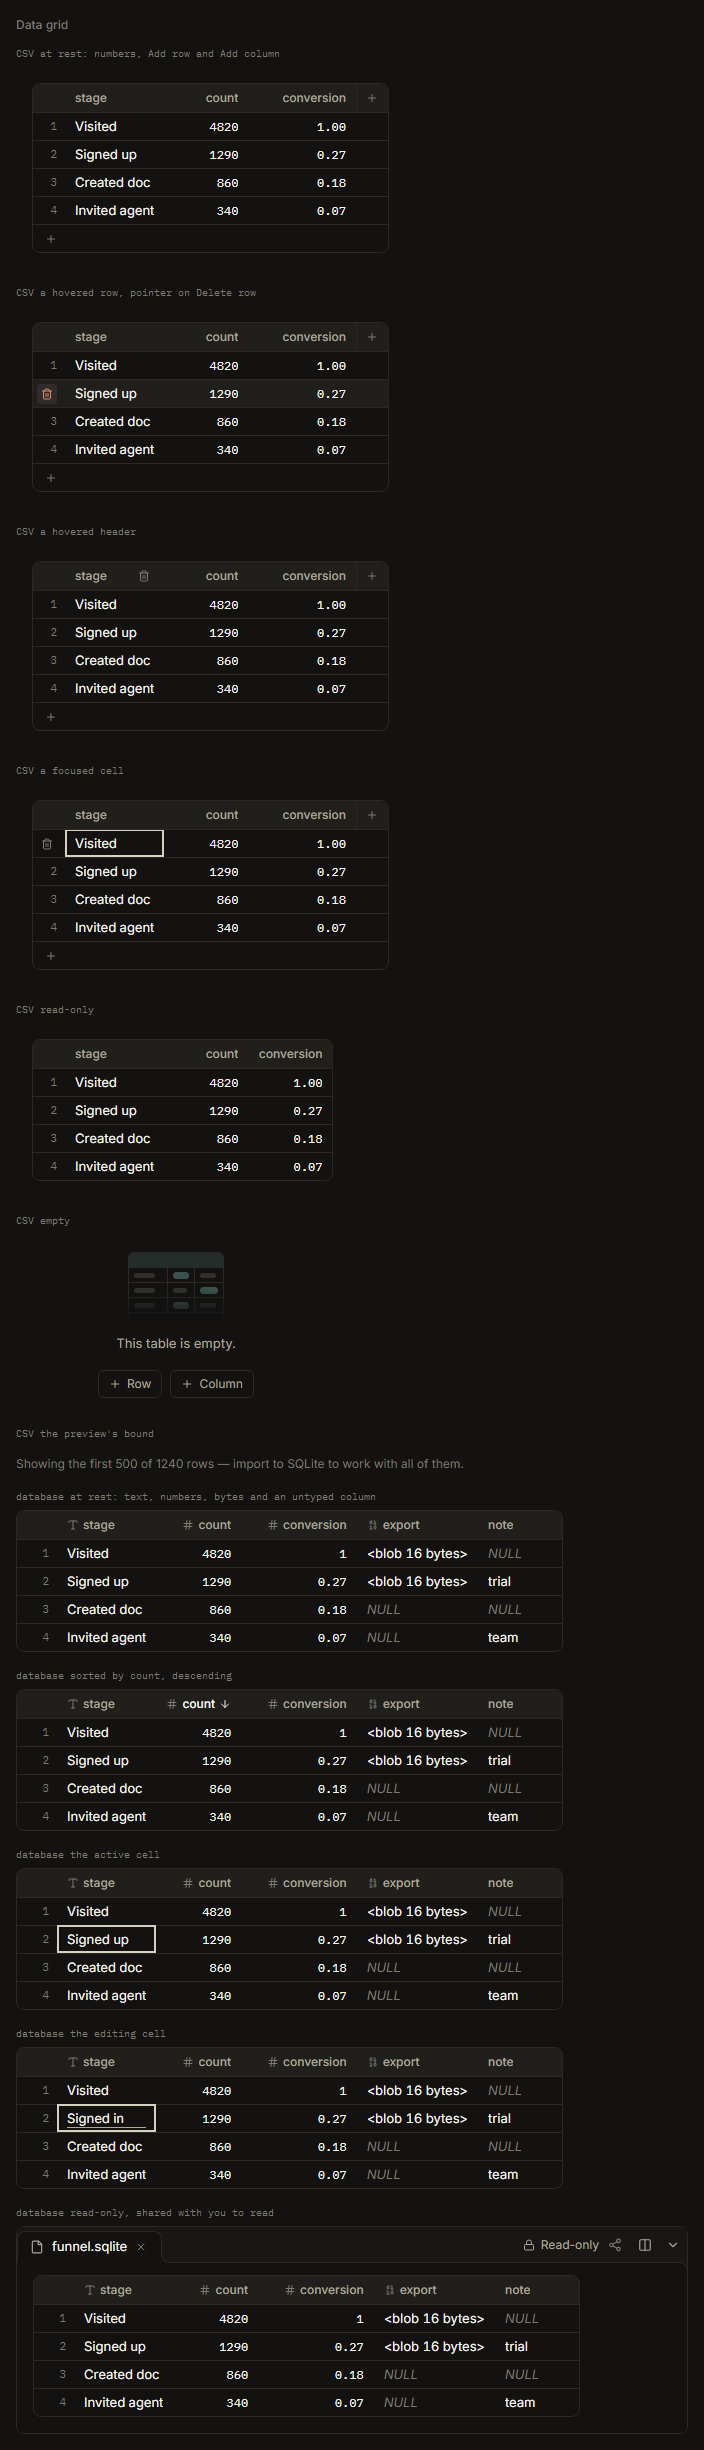 Data grid
CSV at rest: numbers, Add row and Add column
stage count conversion +
1 Visited 4820 1.00
2 Signed up 1290 0.27
3 Created doc 860 0.18
4 Invited agent 340 0.07
+
CSV a hovered row, pointer on Delete row
stage count conversion +
1 Visited 4820 1.00
Signed up 1290 0.27
3 Created doc 860 0.18
4 Invited agent 340 0.07
+
CSV a hovered header
stage count conversion +
1 Visited 4820 1.00
2 Signed up 1290 0.27
3 Created doc 860 0.18
4 Invited agent 340 0.07
+
CSV a focused cell
stage count conversion +
Visited 4820 1.00
2 Signed up 1290 0.27
3 Created doc 860 0.18
4 Invited agent 340 0.07
+
CSV read-only
stage count conversion
1 Visited 4820 1.00
2 Signed up 1290 0.27
3 Created doc 860 0.18
4 Invited agent 340 0.07
CSV empty
This table is empty.
+ Row + Column
CSV the preview's bound
Showing the first 500 of 1240 rows — import to SQLite to work with all of them.
database at rest: text, numbers, bytes and an untyped column
T stage # count # conversion export note
1 Visited 4820 1 <blob 16 bytes> NULL
2 Signed up 1290 0.27 <blob 16 bytes> trial
3 Created doc 860 0.18 NULL NULL
4 Invited agent 340 0.07 NULL team
database sorted by count, descending
T stage # count ↓ # conversion export note
1 Visited 4820 1 <blob 16 bytes> NULL
2 Signed up 1290 0.27 <blob 16 bytes> trial
3 Created doc 860 0.18 NULL NULL
4 Invited agent 340 0.07 NULL team
database the active cell
T stage # count # conversion export note
1 Visited 4820 1 <blob 16 bytes> NULL
2 Signed up 1290 0.27 <blob 16 bytes> trial
3 Created doc 860 0.18 NULL NULL
4 Invited agent 340 0.07 NULL team
database the editing cell
T stage # count # conversion export note
1 Visited 4820 1 <blob 16 bytes> NULL
2 Signed in 1290 0.27 <blob 16 bytes> trial
3 Created doc 860 0.18 NULL NULL
4 Invited agent 340 0.07 NULL team
database read-only, shared with you to read
funnel.sqlite × Read-only
T stage # count # conversion export note
1 Visited 4820 1 <blob 16 bytes> NULL
2 Signed up 1290 0.27 <blob 16 bytes> trial
3 Created doc 860 0.18 NULL NULL
4 Invited agent 340 0.07 NULL team